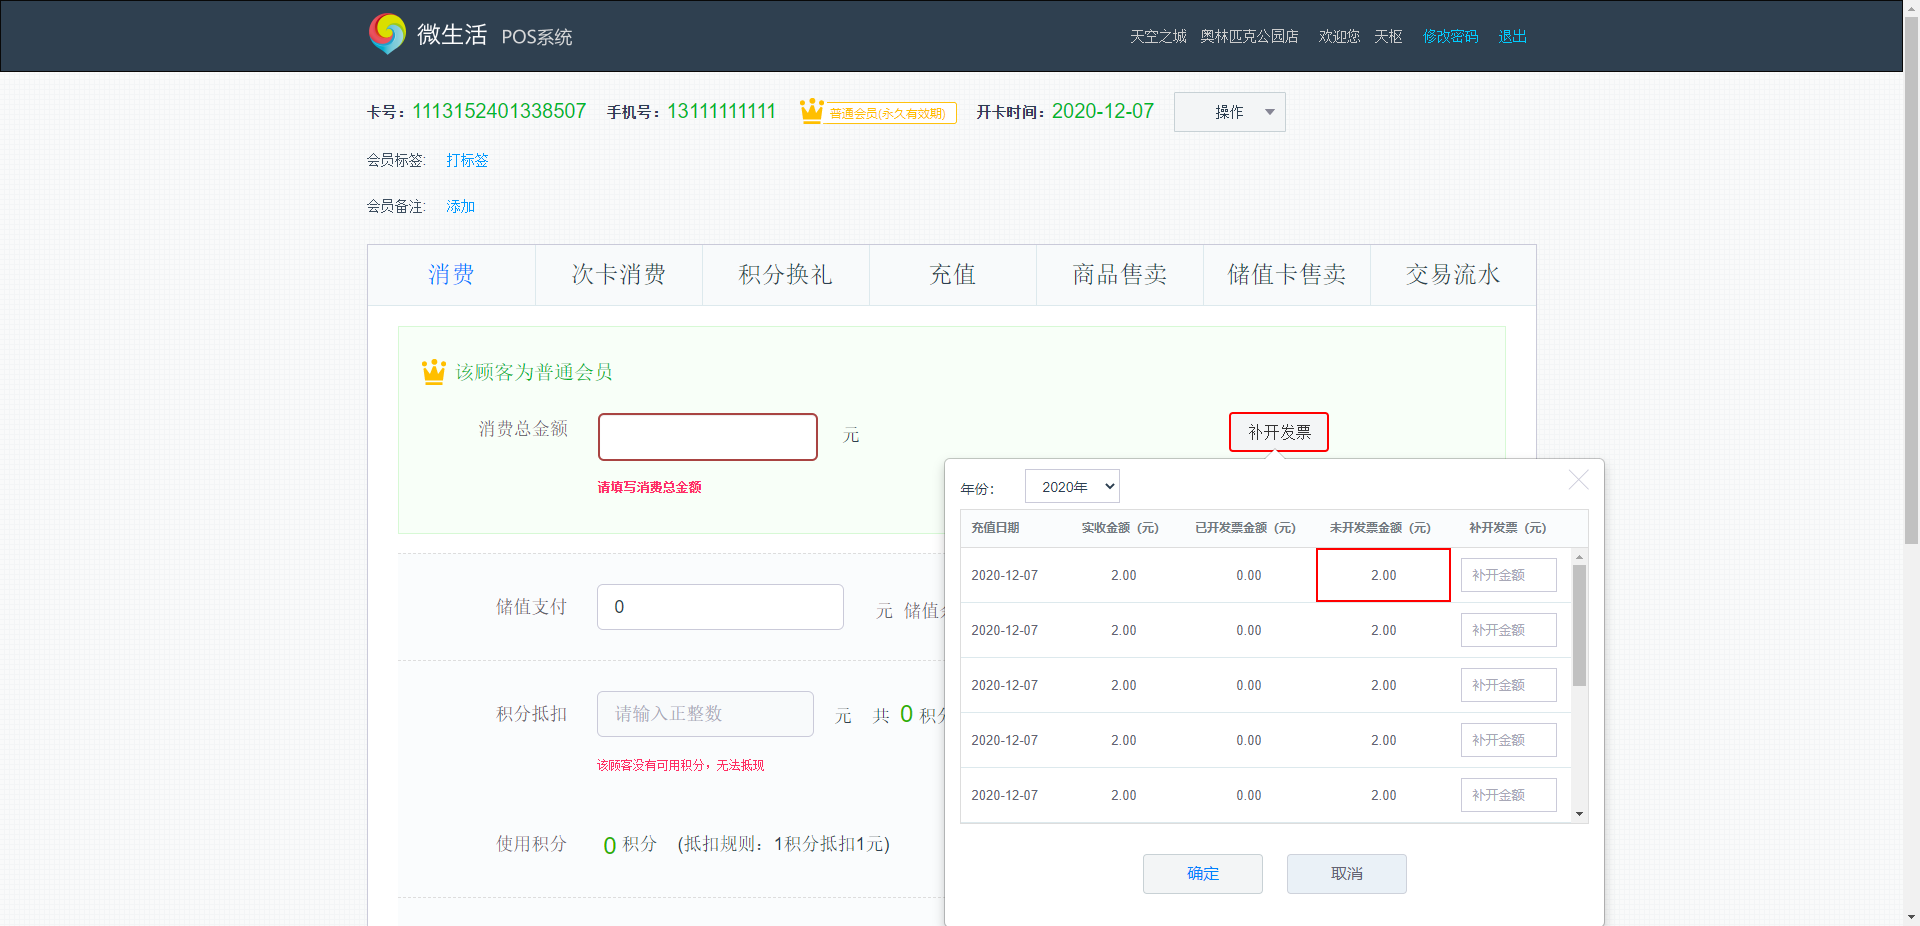 微生活 POS系统 天空之城 奥林匹克公园店 欢迎您 天枢 修改密码 退出
卡号：1113152401338507 手机号：13111111111 普通会员(永久有效期) 开卡时间：2020-12-07 操作
会员标签: 打标签
会员备注: 添加
消费 次卡消费 积分换礼 充值 商品售卖 储值卡售卖 交易流水
该顾客为普通会员
消费总金额 元 补开发票
请填写消费总金额
储值支付 0 元 储值
积分抵扣 请输入正整数 元 共 0 积分
该顾客没有可用积分，无法抵现
使用积分 0 积分 (抵扣规则：1积分抵扣1元)
年份： 2020年
充值日期 实收金额（元） 已开发票金额（元） 未开发票金额（元） 补开发票（元）
2020-12-07 2.00 0.00 2.00 补开金额
2020-12-07 2.00 0.00 2.00 补开金额
2020-12-07 2.00 0.00 2.00 补开金额
2020-12-07 2.00 0.00 2.00 补开金额
2020-12-07 2.00 0.00 2.00 补开金额
确定 取消